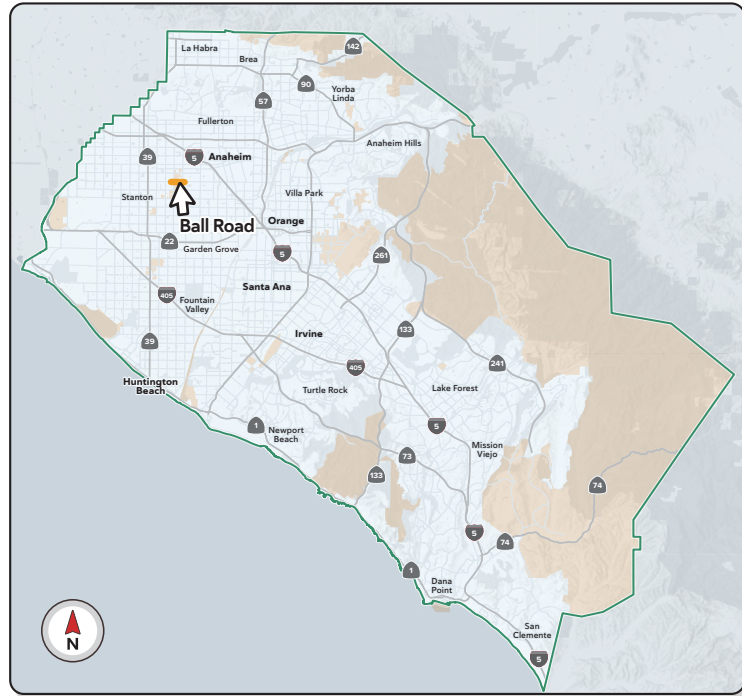 142
La Habra
Brea
90
Yorba
Linda
57
Fullerton
Anaheim Hills
39
5
Anaheim
Stanton
Villa Park
Ball Road
Orange
22
Garden Grove
5
261
Santa Ana
405
Fountain
Valley
133
Irvine
39
241
405
Huntington
Beach
Turtle Rock
Lake Forest
1
Newport
Beach
5
Mission
Viejo
73
133
74
5
74
1
Dana
Point
San
Clemente
5
N